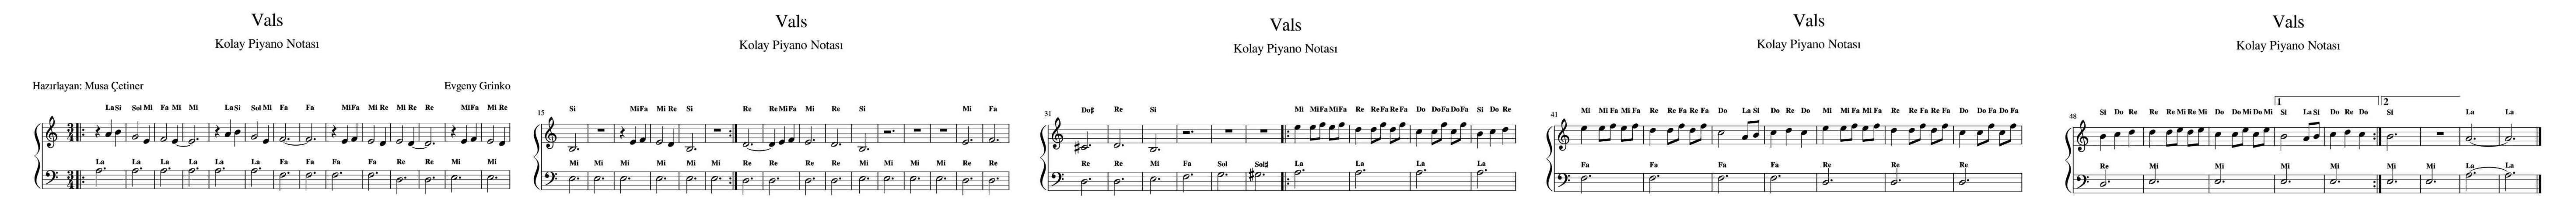 Vals
Kolay Piyano Notası
Hazırlayan: Musa Çetiner
Evgeny Grinko
3 4
La Si Sol Mi Fa Mi Mi La Si Sol Mi Fa Fa Mi Fa Mi Re Mi Re Re Mi Fa Mi Re
La La La La La La Fa Fa Fa Fa Re Re Mi Mi
3 4
Vals
Kolay Piyano Notası
15
Si Mi Fa Mi Re Si Re Re Mi Fa Mi Re Si Mi Fa
Mi Mi Mi Mi Mi Mi Re Re Re Re Mi Mi Mi Mi Re Re
Vals
Kolay Piyano Notası
31
Do♯ Re Si Mi Mi Fa Mi Fa Re Re Fa Re Fa Do Do Fa Do Fa Si Do Re
Re Re Mi Fa Sol Sol♯ La La La La
Vals
Kolay Piyano Notası
41
Mi Mi Fa Mi Fa Re Re Fa Re Fa Do La Si Do Re Do Mi Mi Fa Mi Fa Re Re Fa Re Fa Do Do Fa Do Fa
Fa Fa Fa Fa Re Re Re
Vals
Kolay Piyano Notası
48
1 2
Si Do Re Re Re Mi Re Mi Do Do Mi Do Mi Si La Si Do Re Do Si La La
Re Mi Mi Mi Mi Mi Mi La La